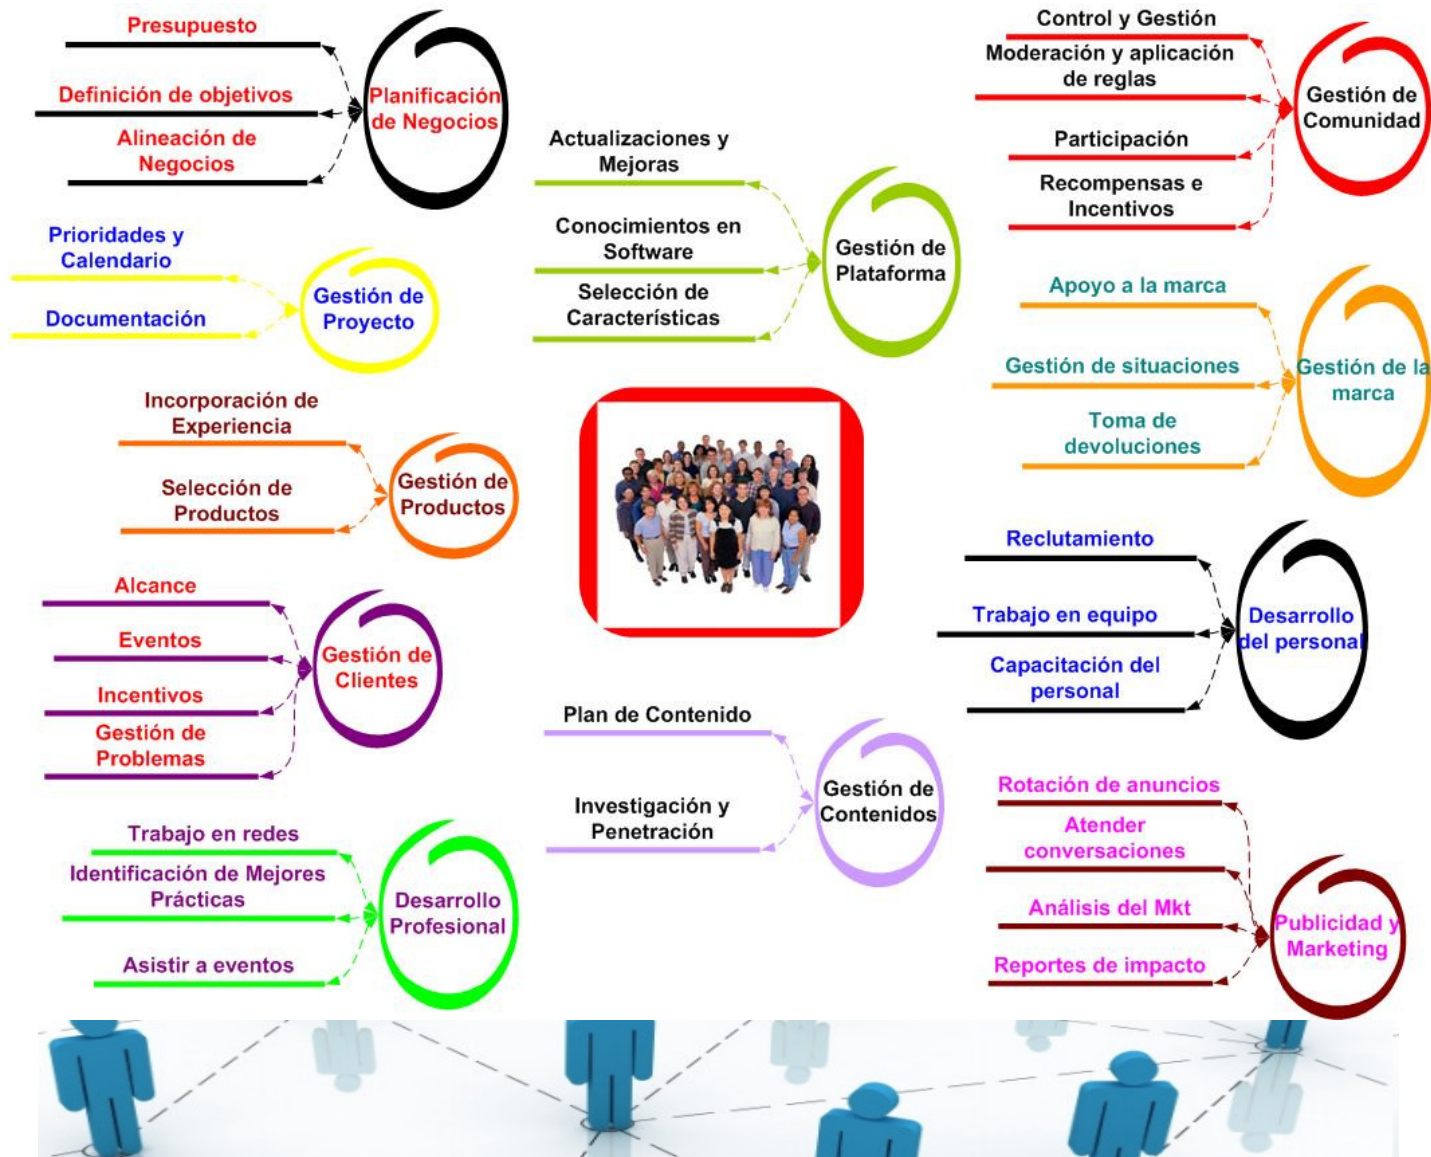 Presupuesto
Definición de objetivos
Alineación de
Negocios
Planificación
de Negocios
Prioridades y
Calendario
Documentación
Gestión de
Proyecto
Incorporación de
Experiencia
Selección de
Productos
Gestión de
Productos
Alcance
Eventos
Incentivos
Gestión de
Problemas
Gestión de
Clientes
Trabajo en redes
Identificación de Mejores
Prácticas
Asistir a eventos
Desarrollo
Profesional
Actualizaciones y
Mejoras
Conocimientos en
Software
Selección de
Características
Gestión de
Plataforma
Plan de Contenido
Investigación y
Penetración
Gestión de
Contenidos
Control y Gestión
Moderación y aplicación
de reglas
Participación
Recompensas e
Incentivos
Gestión de
Comunidad
Apoyo a la marca
Gestión de situaciones
Toma de
devoluciones
Gestión de la
marca
Reclutamiento
Trabajo en equipo
Capacitación del
personal
Desarrollo
del personal
Rotación de anuncios
Atender
conversaciones
Análisis del Mkt
Reportes de impacto
Publicidad y
Marketing